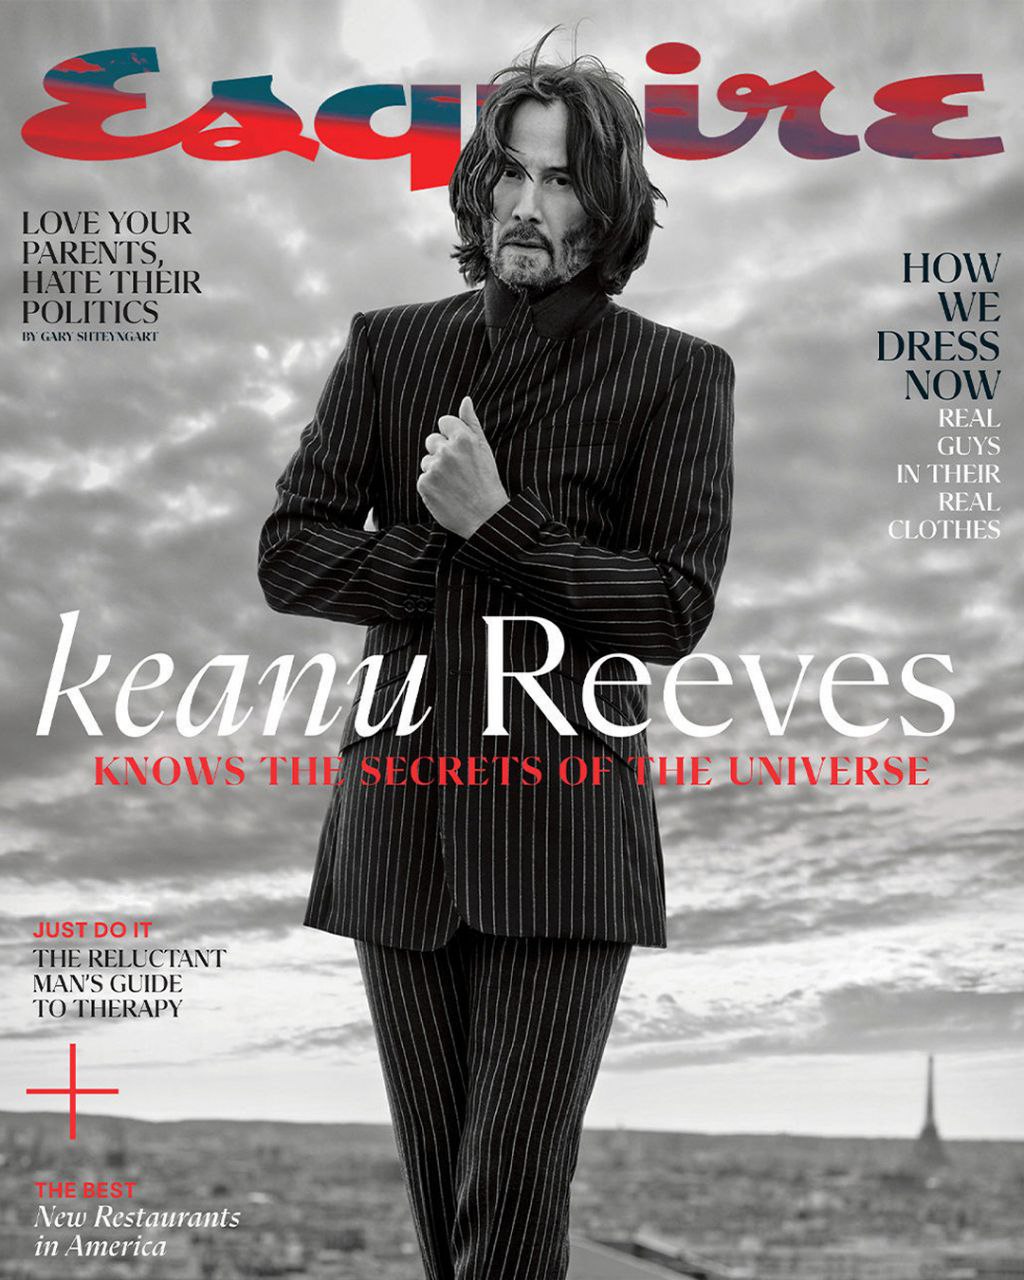 Esquire
LOVE YOUR
PARENTS,
HATE THEIR
POLITICS
BY GARY SHTEYNGART
HOW
WE
DRESS
NOW
REAL
GUYS
IN THEIR
REAL
CLOTHES
keanu Reeves
KNOWS THE SECRETS OF THE UNIVERSE
JUST DO IT
THE RELUCTANT
MAN'S GUIDE
TO THERAPY
+
THE BEST
New Restaurants
in America